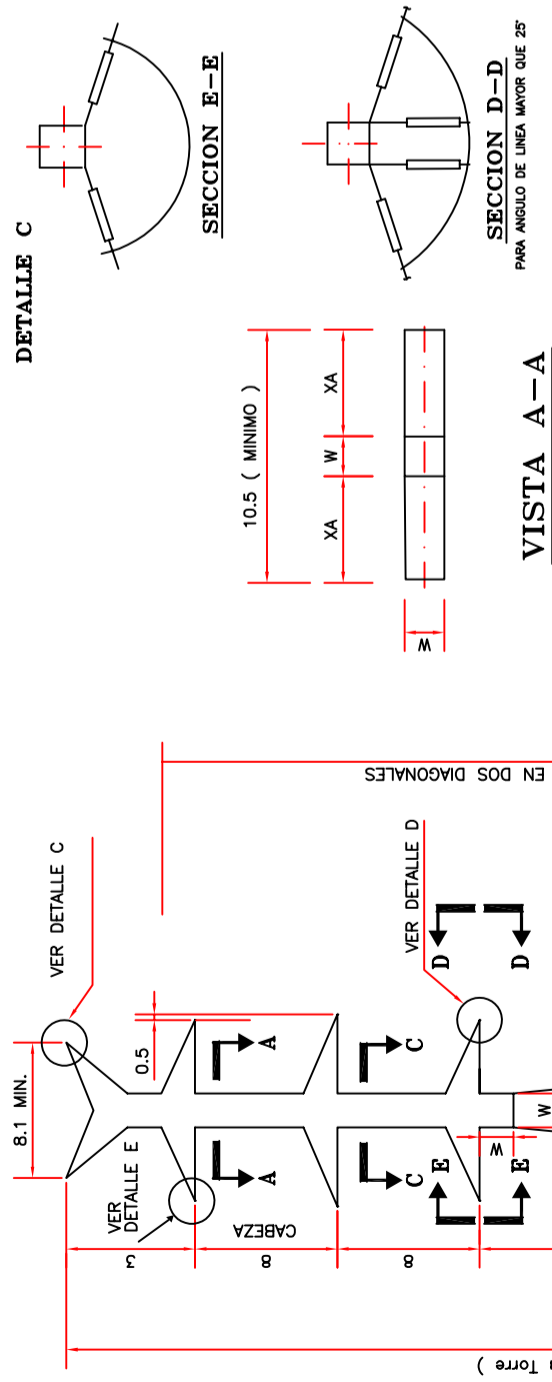 DETALLE C
SECCION E-E
SECCION D-D
PARA ANGULO DE LINEA MAYOR QUE 25°
10.5 ( MINIMO )
XA
W
XA
W
VISTA A-A
EN DOS DIAGONALES
VER DETALLE C
VER DETALLE D
8.1 MIN.
0.5
VER
DETALLE E
A
A
C
C
D
D
E
E
W
W
CABEZA
3
8
8
Torre )